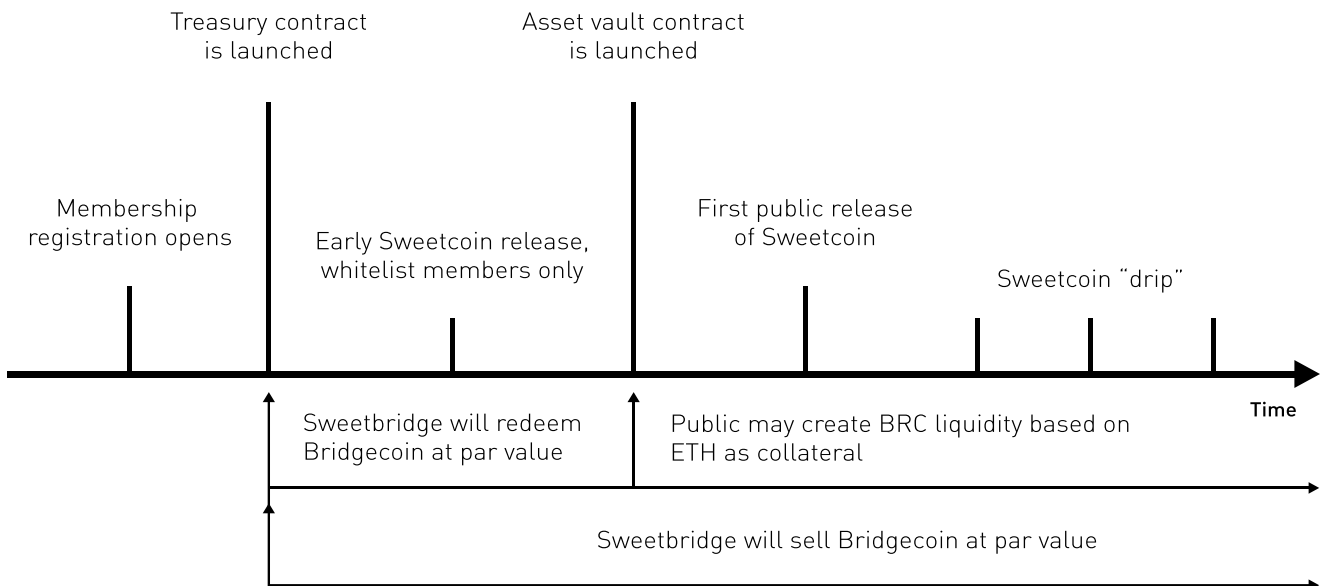 Treasury contract
is launched
Asset vault contract
is launched
Membership
registration opens
Early Sweetcoin release,
whitelist members only
First public release
of Sweetcoin
Sweetcoin “drip”
Time
Sweetbridge will redeem
Bridgecoin at par value
Public may create BRC liquidity based on
ETH as collateral
Sweetbridge will sell Bridgecoin at par value